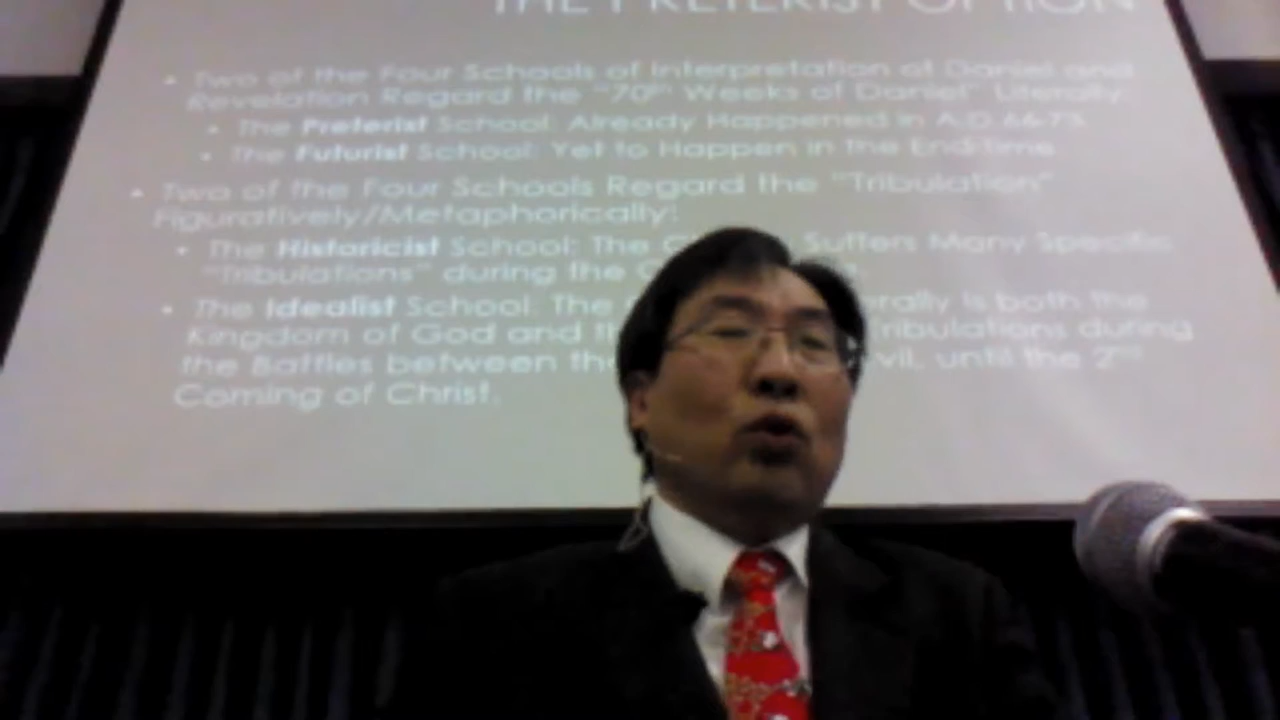 THE PRETERIST OPTION
• Two of the Four Schools of Interpretation of Daniel and
Revelation Regard the "70th Weeks of Daniel" Literally:
• The Preterist School: Already Happened in A.D.66-73
• The Futurist School: Yet to Happen in the End-Time
• Two of the Four Schools Regard the "Tribulation"
Figuratively/Metaphorically:
• The Historicist School: The Suffers Many Specific
"Tribulations" during the
• The Idealist School: The is both the
Kingdom of God and Tribulations during
the Battles between until the 2nd
Coming of Christ.